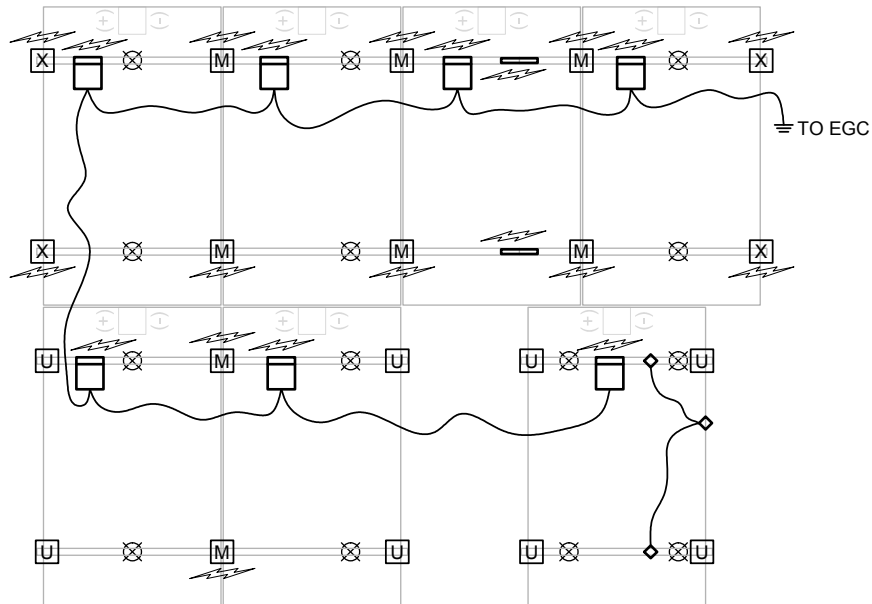 (+) (-) (+) (-) (+) (-) (+) (-)
X M M M X
TO EGC
X M M M X
(+) (-) (+) (-) (+) (-)
U M U U U
U M U U U